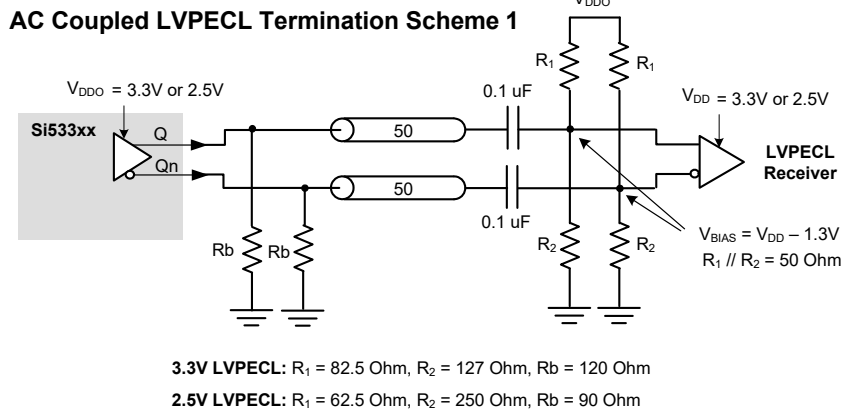 AC Coupled LVPECL Termination Scheme 1
VDDO
R1
R1
VDDO = 3.3V or 2.5V
0.1 uF
VDD = 3.3V or 2.5V
Si533xx
Q
50
Qn
50
LVPECL
Receiver
0.1 uF
Rb
Rb
R2
R2
VBIAS = VDD – 1.3V
R1 // R2 = 50 Ohm
3.3V LVPECL: R1 = 82.5 Ohm, R2 = 127 Ohm, Rb = 120 Ohm
2.5V LVPECL: R1 = 62.5 Ohm, R2 = 250 Ohm, Rb = 90 Ohm